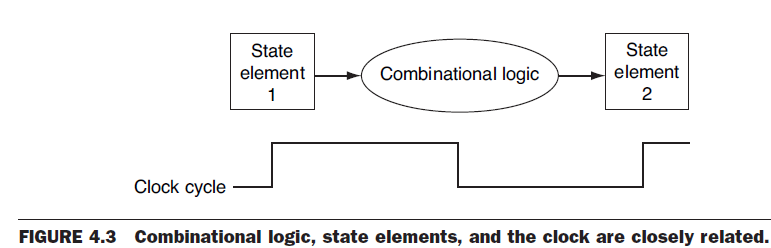 State
element
1
Combinational logic
State
element
2
Clock cycle
FIGURE 4.3 Combinational logic, state elements, and the clock are closely related.